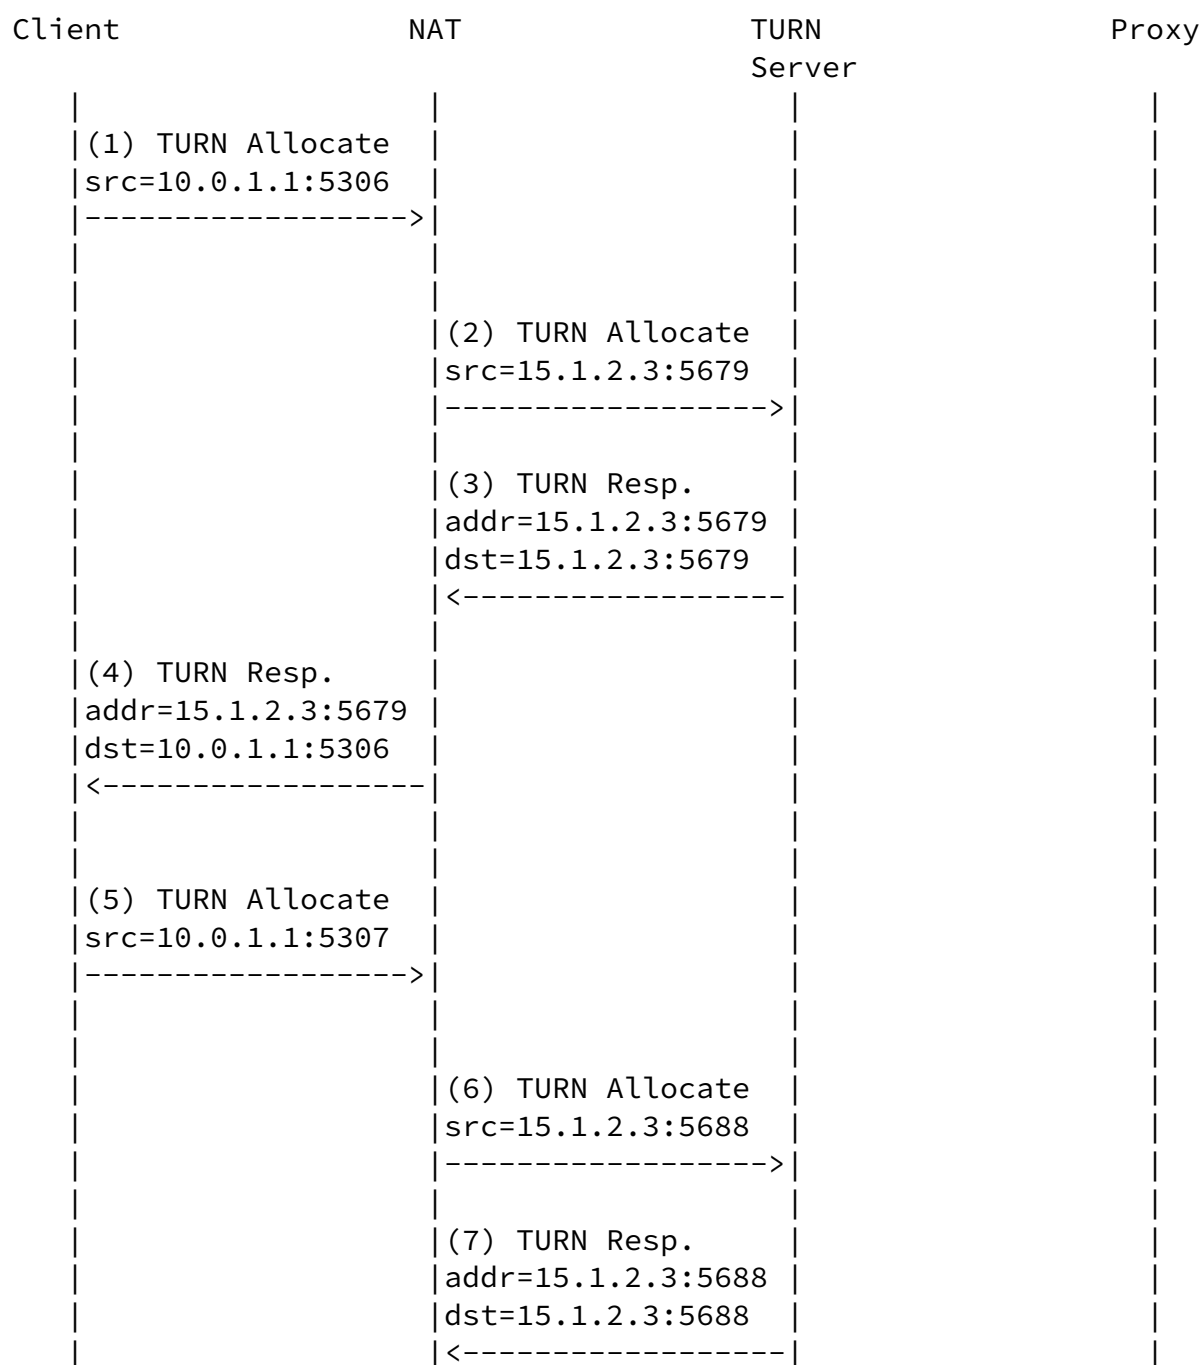 Client NAT TURN Proxy
Server
(1) TURN Allocate
src=10.0.1.1:5306
------------------>
(2) TURN Allocate
src=15.1.2.3:5679
------------------>
(3) TURN Resp.
addr=15.1.2.3:5679
dst=15.1.2.3:5679
<------------------
(4) TURN Resp.
addr=15.1.2.3:5679
dst=10.0.1.1:5306
<------------------
(5) TURN Allocate
src=10.0.1.1:5307
------------------>
(6) TURN Allocate
src=15.1.2.3:5688
------------------>
(7) TURN Resp.
addr=15.1.2.3:5688
dst=15.1.2.3:5688
<------------------